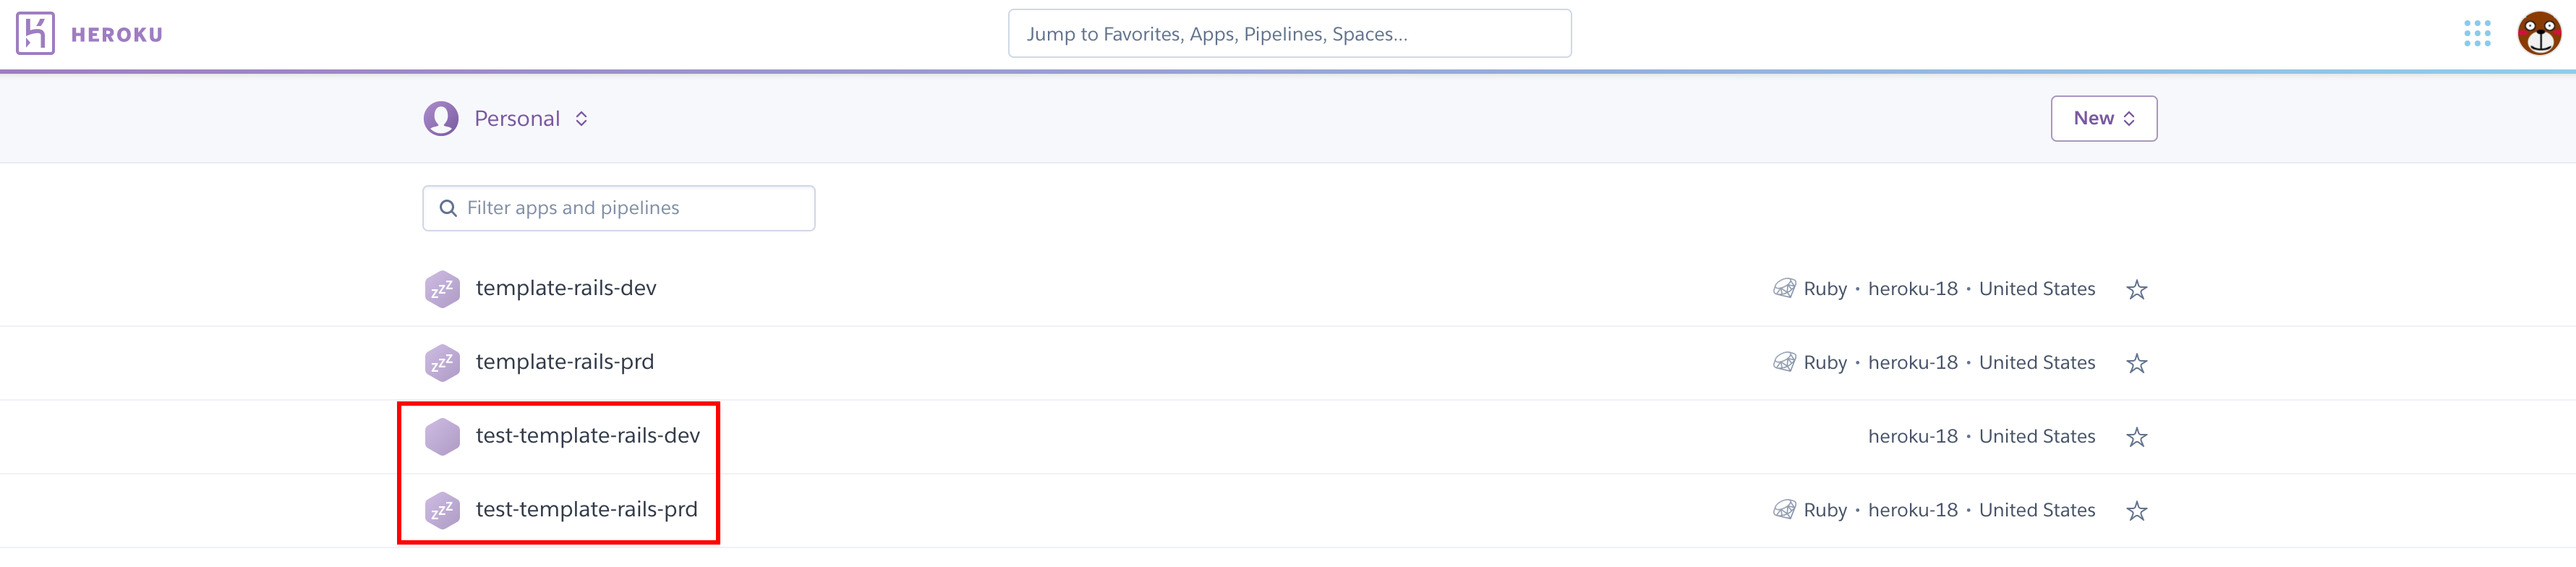 HEROKU
Jump to Favorites, Apps, Pipelines, Spaces...
Personal
New
Filter apps and pipelines
zzz template-rails-dev Ruby • heroku-18 • United States
zzz template-rails-prd Ruby • heroku-18 • United States
test-template-rails-dev heroku-18 • United States
zzz test-template-rails-prd Ruby • heroku-18 • United States